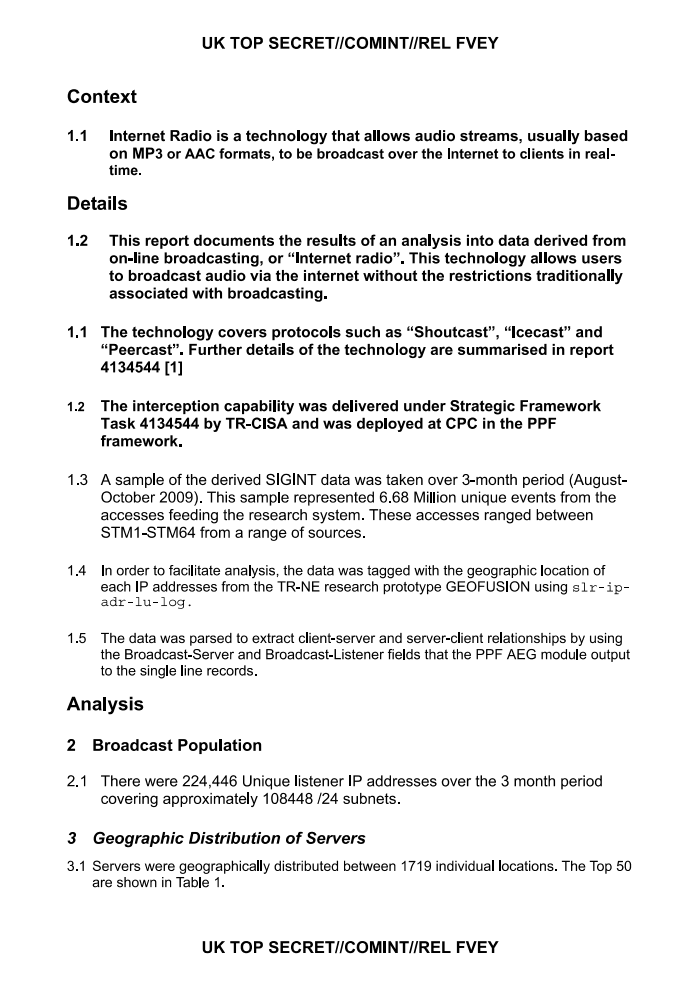 UK TOP SECRET//COMINT//REL FVEY
Context
1.1 Internet Radio is a technology that allows audio streams, usually based
on MP3 or AAC formats, to be broadcast over the Internet to clients in real-
time.
Details
1.2 This report documents the results of an analysis into data derived from
on-line broadcasting, or “Internet radio”. This technology allows users
to broadcast audio via the internet without the restrictions traditionally
associated with broadcasting.
1.1 The technology covers protocols such as “Shoutcast”, “Icecast” and
“Peercast”. Further details of the technology are summarised in report
4134544 [1]
1.2 The interception capability was delivered under Strategic Framework
Task 4134544 by TR-CISA and was deployed at CPC in the PPF
framework.
1.3 A sample of the derived SIGINT data was taken over 3-month period (August-
October 2009). This sample represented 6.68 Million unique events from the
accesses feeding the research system. These accesses ranged between
STM1-STM64 from a range of sources.
1.4 In order to facilitate analysis, the data was tagged with the geographic location of
each IP addresses from the TR-NE research prototype GEOFUSION using slr-ip-
adr-lu-log.
1.5 The data was parsed to extract client-server and server-client relationships by using
the Broadcast-Server and Broadcast-Listener fields that the PPF AEG module output
to the single line records.
Analysis
2 Broadcast Population
2.1 There were 224,446 Unique listener IP addresses over the 3 month period
covering approximately 108448 /24 subnets.
3 Geographic Distribution of Servers
3.1 Servers were geographically distributed between 1719 individual locations. The Top 50
are shown in Table 1.
UK TOP SECRET//COMINT//REL FVEY